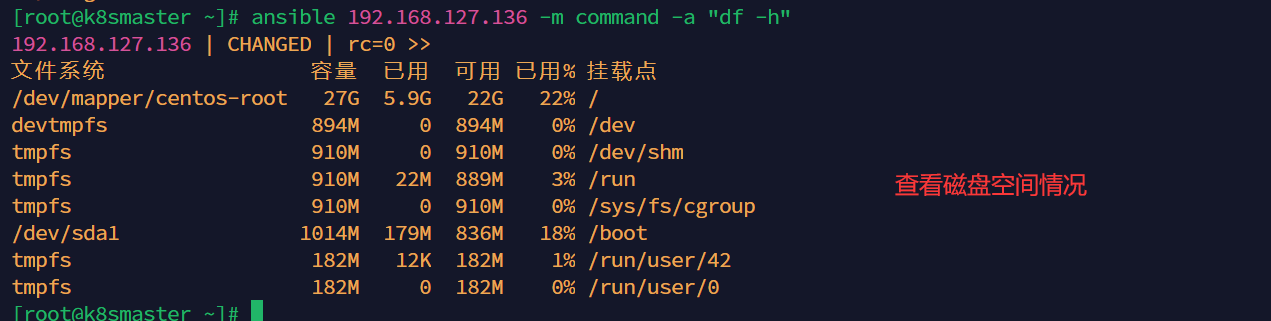 [root@k8smaster ~]# ansible 192.168.127.136 -m command -a "df -h"
192.168.127.136 | CHANGED | rc=0 >>
文件系统 容量 已用 可用 已用% 挂载点
/dev/mapper/centos-root 27G 5.9G 22G 22% /
devtmpfs 894M 0 894M 0% /dev
tmpfs 910M 0 910M 0% /dev/shm
tmpfs 910M 22M 889M 3% /run
查看磁盘空间情况
tmpfs 910M 0 910M 0% /sys/fs/cgroup
/dev/sda1 1014M 179M 836M 18% /boot
tmpfs 182M 12K 182M 1% /run/user/42
tmpfs 182M 0 182M 0% /run/user/0
[root@k8smaster ~]#